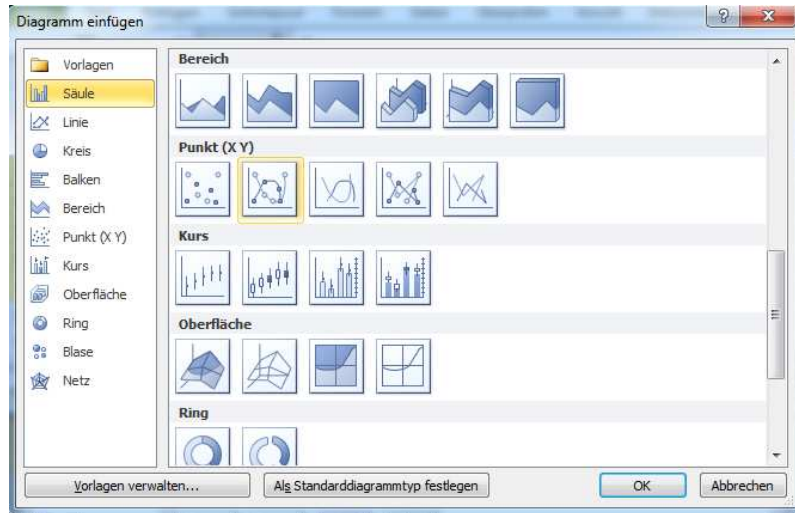 Diagramm einfügen
Vorlagen
Säule
Linie
Kreis
Balken
Bereich
Punkt (X Y)
Kurs
Oberfläche
Ring
Blase
Netz
Bereich
Punkt (X Y)
Kurs
Oberfläche
Ring
Vorlagen verwalten...
Als Standarddiagrammtyp festlegen
OK
Abbrechen